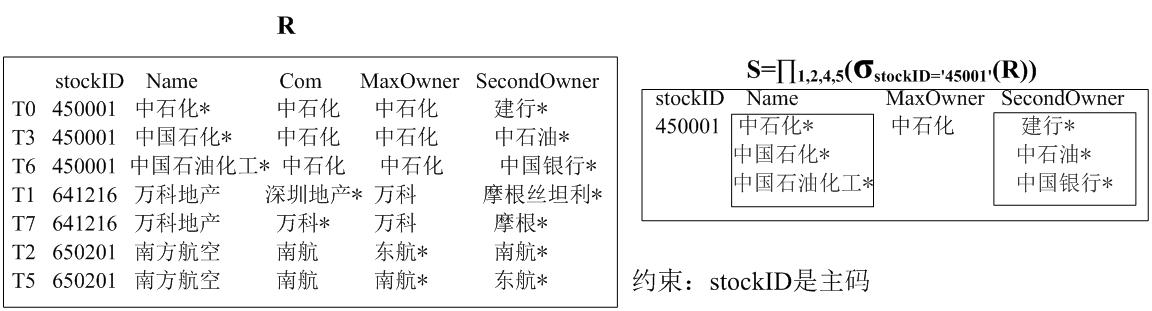 R
stockID Name Com MaxOwner SecondOwner
T0 450001 中石化* 中石化 中石化 建行*
T3 450001 中国石化* 中石化 中石化 中石油*
T6 450001 中国石油化工* 中石化 中石化 中国银行*
T1 641216 万科地产 深圳地产* 万科 摩根丝坦利*
T7 641216 万科地产 万科* 万科 摩根*
T2 650201 南方航空 南航 东航* 南航*
T5 650201 南方航空 南航 南航* 东航*
S=∏1,2,4,5(σstockID='45001'(R))
stockID Name MaxOwner SecondOwner
450001 中石化* 中石化 建行*
中国石化* 中石油*
中国石油化工* 中国银行*
约束：stockID是主码